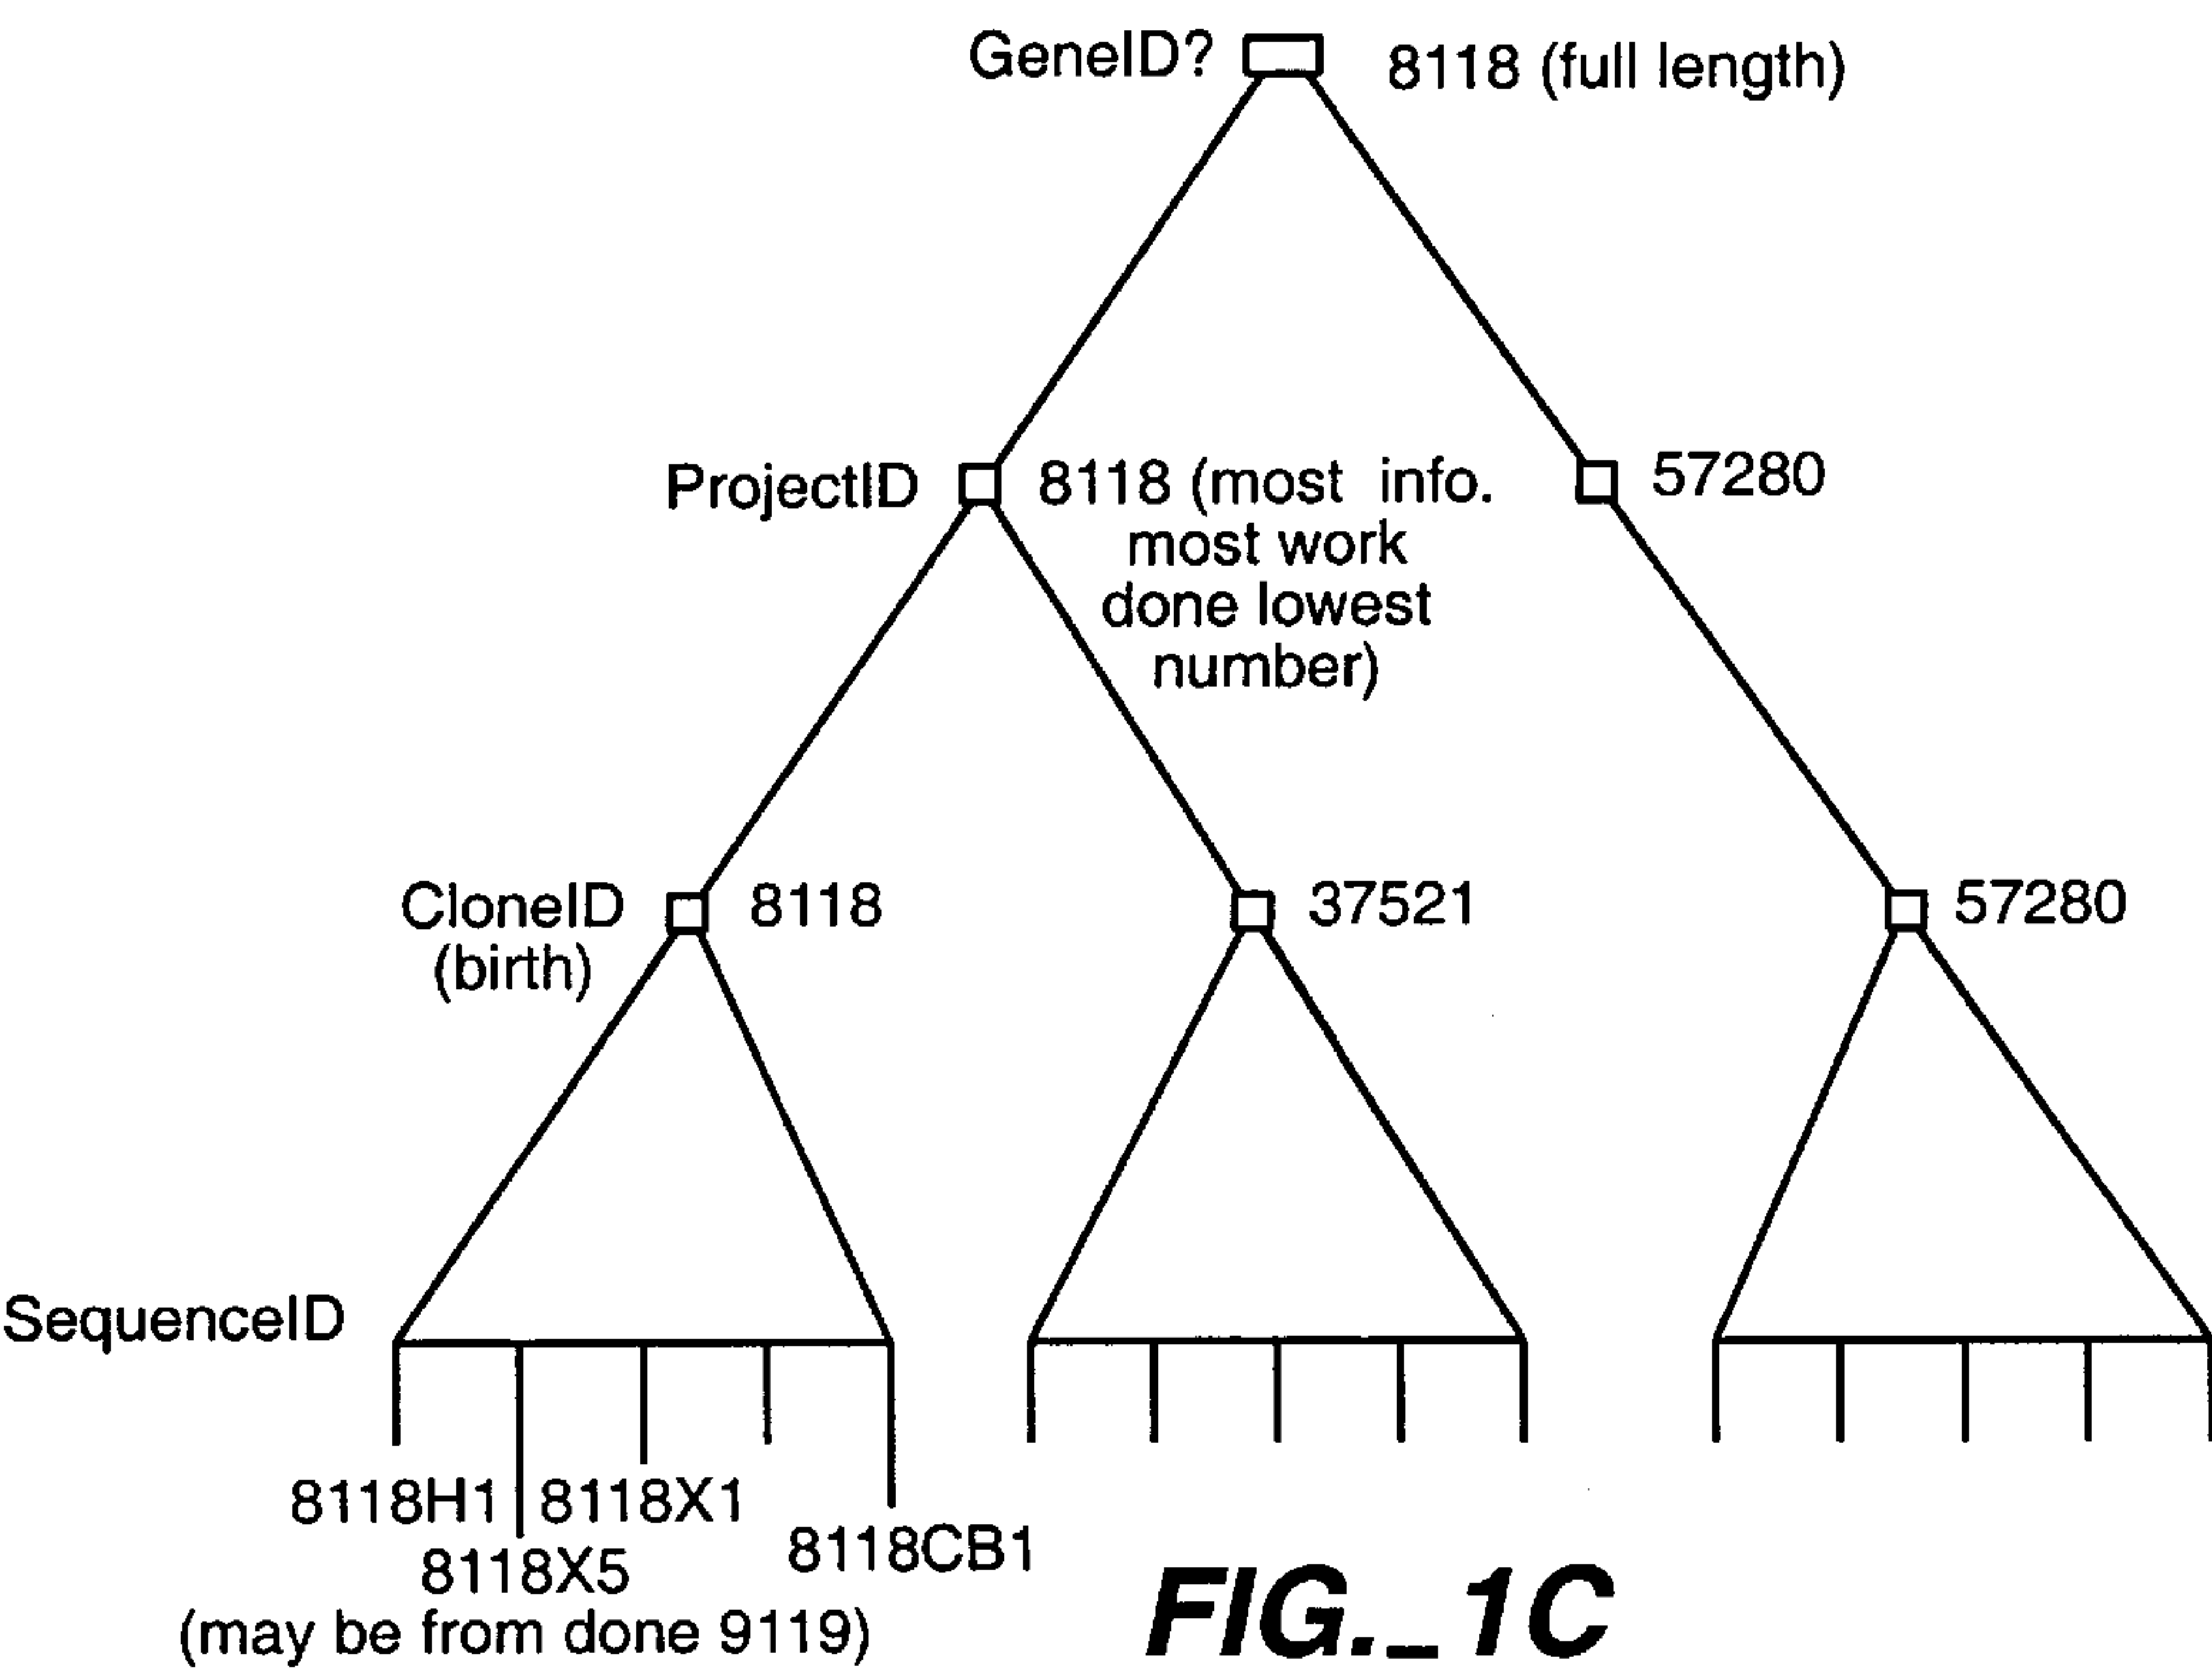 GeneID? 8118 (full length)
ProjectID 8118 (most info. 57280
most work
done lowest
number)
CloneID 8118 37521 57280
(birth)
SequenceID
8118H1 8118X1
8118CB1
8118X5
(may be from done 9119)
FIG._1C